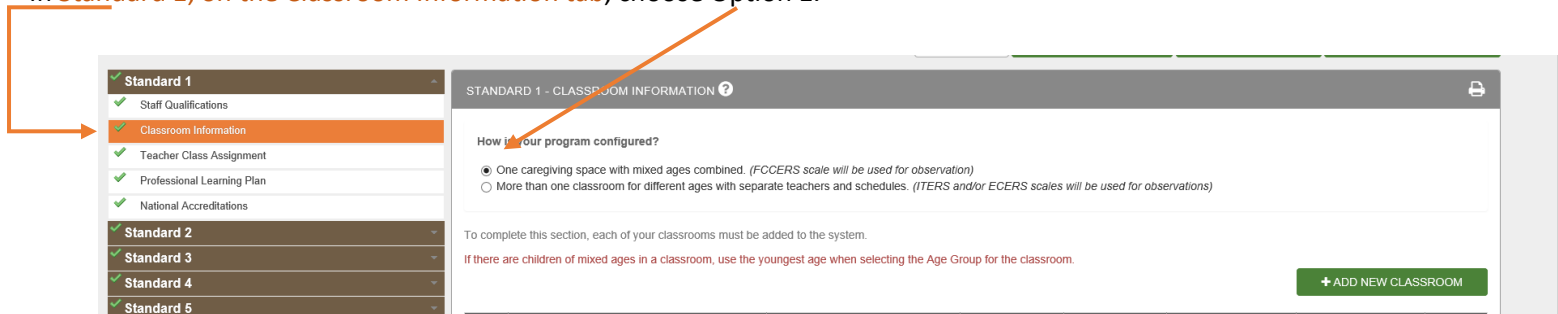 Standard 1, on the Classroom Information tab, choose Option 1.
Standard 1
Staff Qualifications
Classroom Information
Teacher Class Assignment
Professional Learning Plan
National Accreditations
Standard 2
Standard 3
Standard 4
Standard 5
STANDARD 1 - CLASSROOM INFORMATION ?
How is your program configured?
One caregiving space with mixed ages combined. (FCCERS scale will be used for observation)
More than one classroom for different ages with separate teachers and schedules. (ITERS and/or ECERS scales will be used for observations)
To complete this section, each of your classrooms must be added to the system.
If there are children of mixed ages in a classroom, use the youngest age when selecting the Age Group for the classroom.
+ ADD NEW CLASSROOM